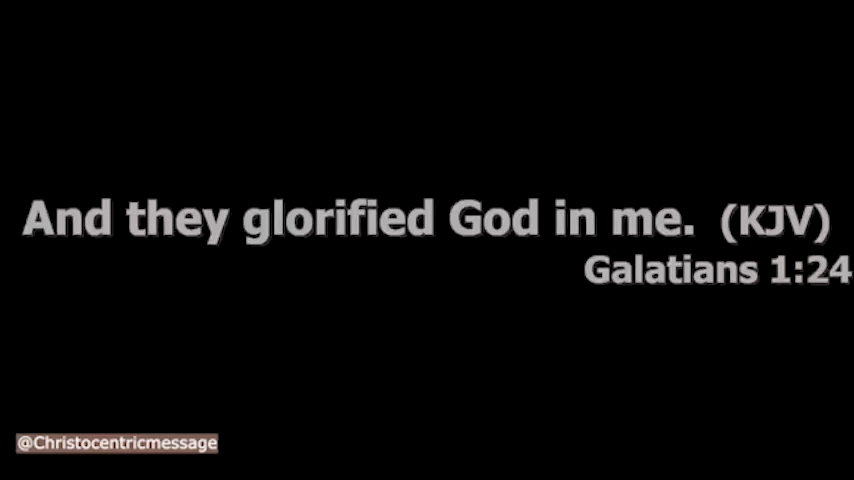 And they glorified God in me. (KJV)
Galatians 1:24
@Christocentricmessage